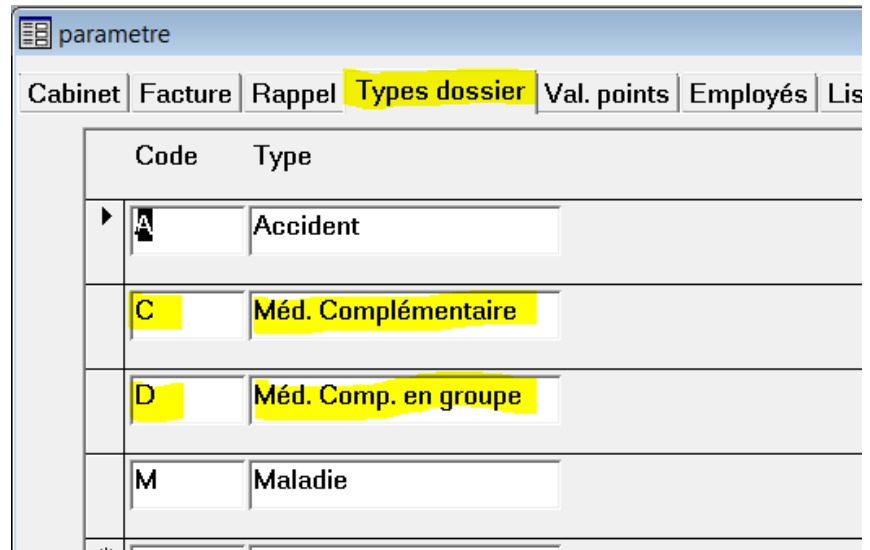 parametre
Cabinet Facture Rappel Types dossier Val. points Employés Lis
Code Type
A Accident
C Méd. Complémentaire
D Méd. Comp. en groupe
M Maladie